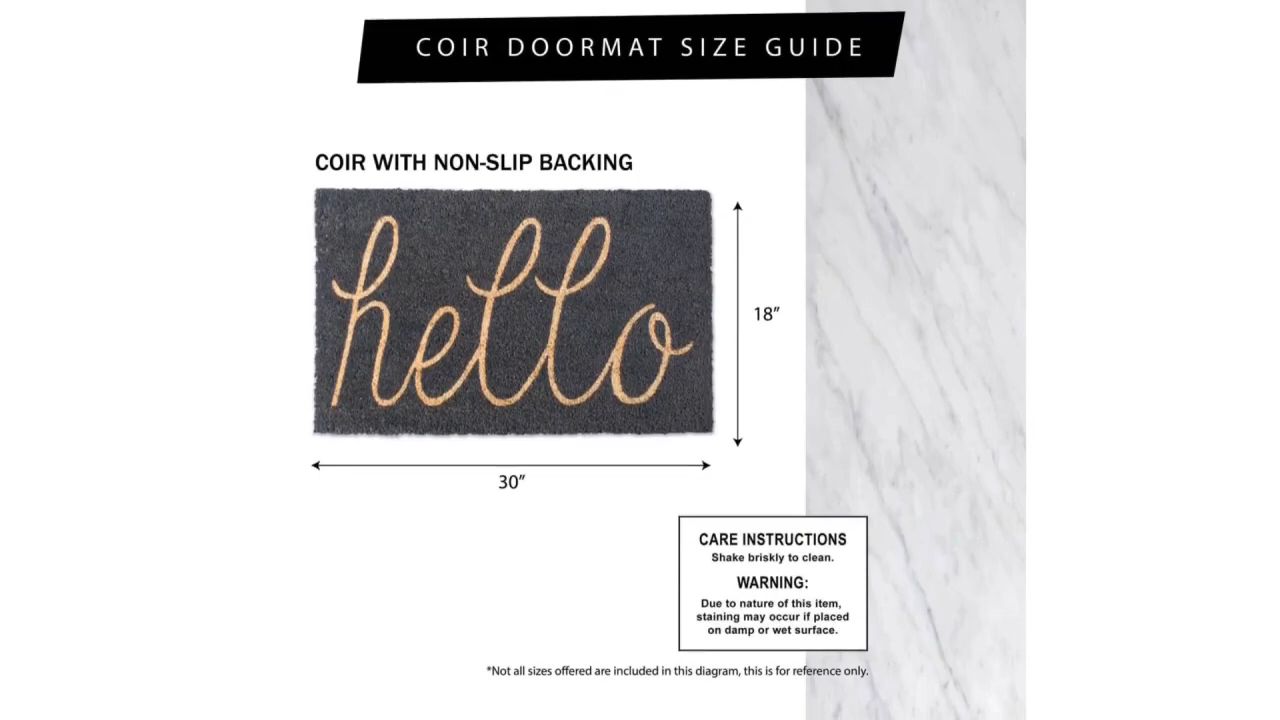 COIR DOORMAT SIZE GUIDE
COIR WITH NON-SLIP BACKING
hello
18”
30”
CARE INSTRUCTIONS
Shake briskly to clean.
WARNING:
Due to nature of this item,
staining may occur if placed
on damp or wet surface.
*Not all sizes offered are included in this diagram, this is for reference only.